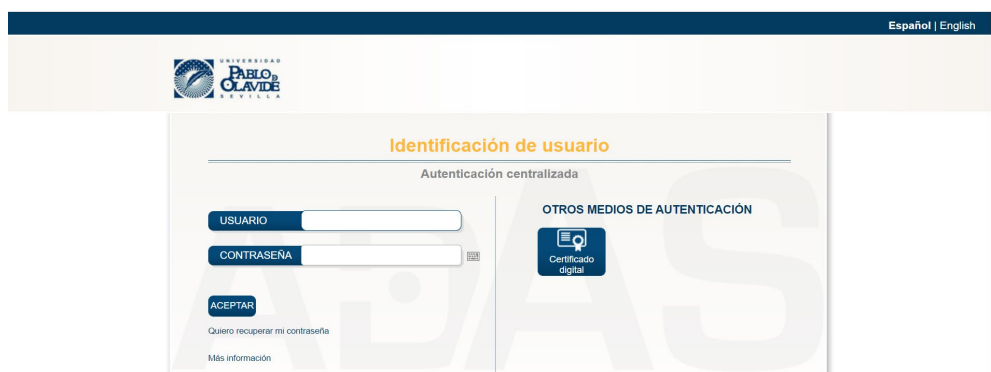 Español | English
UNIVERSIDAD
PABLO DE
OLAVIDE
SEVILLA
Identificación de usuario
Autenticación centralizada
USUARIO
CONTRASEÑA
ACEPTAR
Quiero recuperar mi contraseña
Más información
OTROS MEDIOS DE AUTENTICACIÓN
Certificado
digital
ADAS